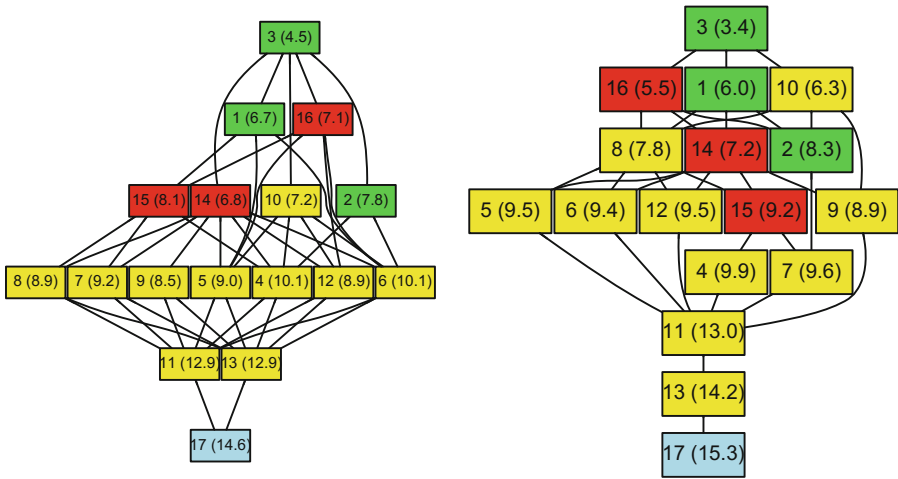 3 (4.5)
1 (6.7) 16 (7.1)
15 (8.1) 14 (6.8) 10 (7.2) 2 (7.8)
8 (8.9) 7 (9.2) 9 (8.5) 5 (9.0) 4 (10.1) 12 (8.9) 6 (10.1)
11 (12.9) 13 (12.9)
17 (14.6)
3 (3.4)
16 (5.5) 1 (6.0) 10 (6.3)
8 (7.8) 14 (7.2) 2 (8.3)
5 (9.5) 6 (9.4) 12 (9.5) 15 (9.2) 9 (8.9)
4 (9.9) 7 (9.6)
11 (13.0)
13 (14.2)
17 (15.3)